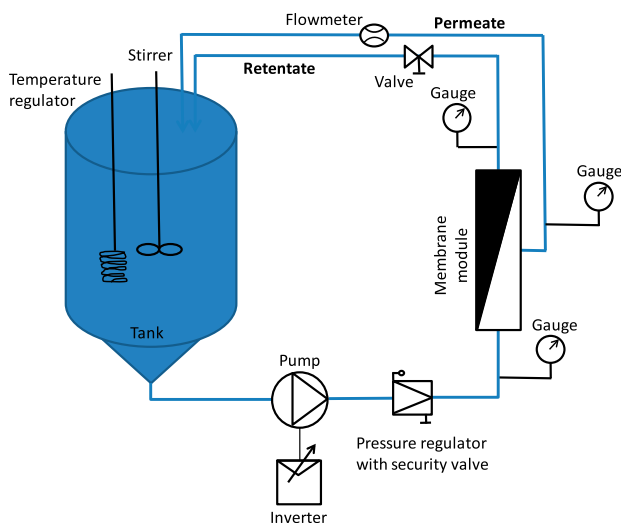 Flowmeter
Permeate
Stirrer
Retentate
Valve
Temperature
regulator
Gauge
Gauge
Membrane
module
Gauge
Tank
Pump
Pressure regulator
with security valve
Inverter